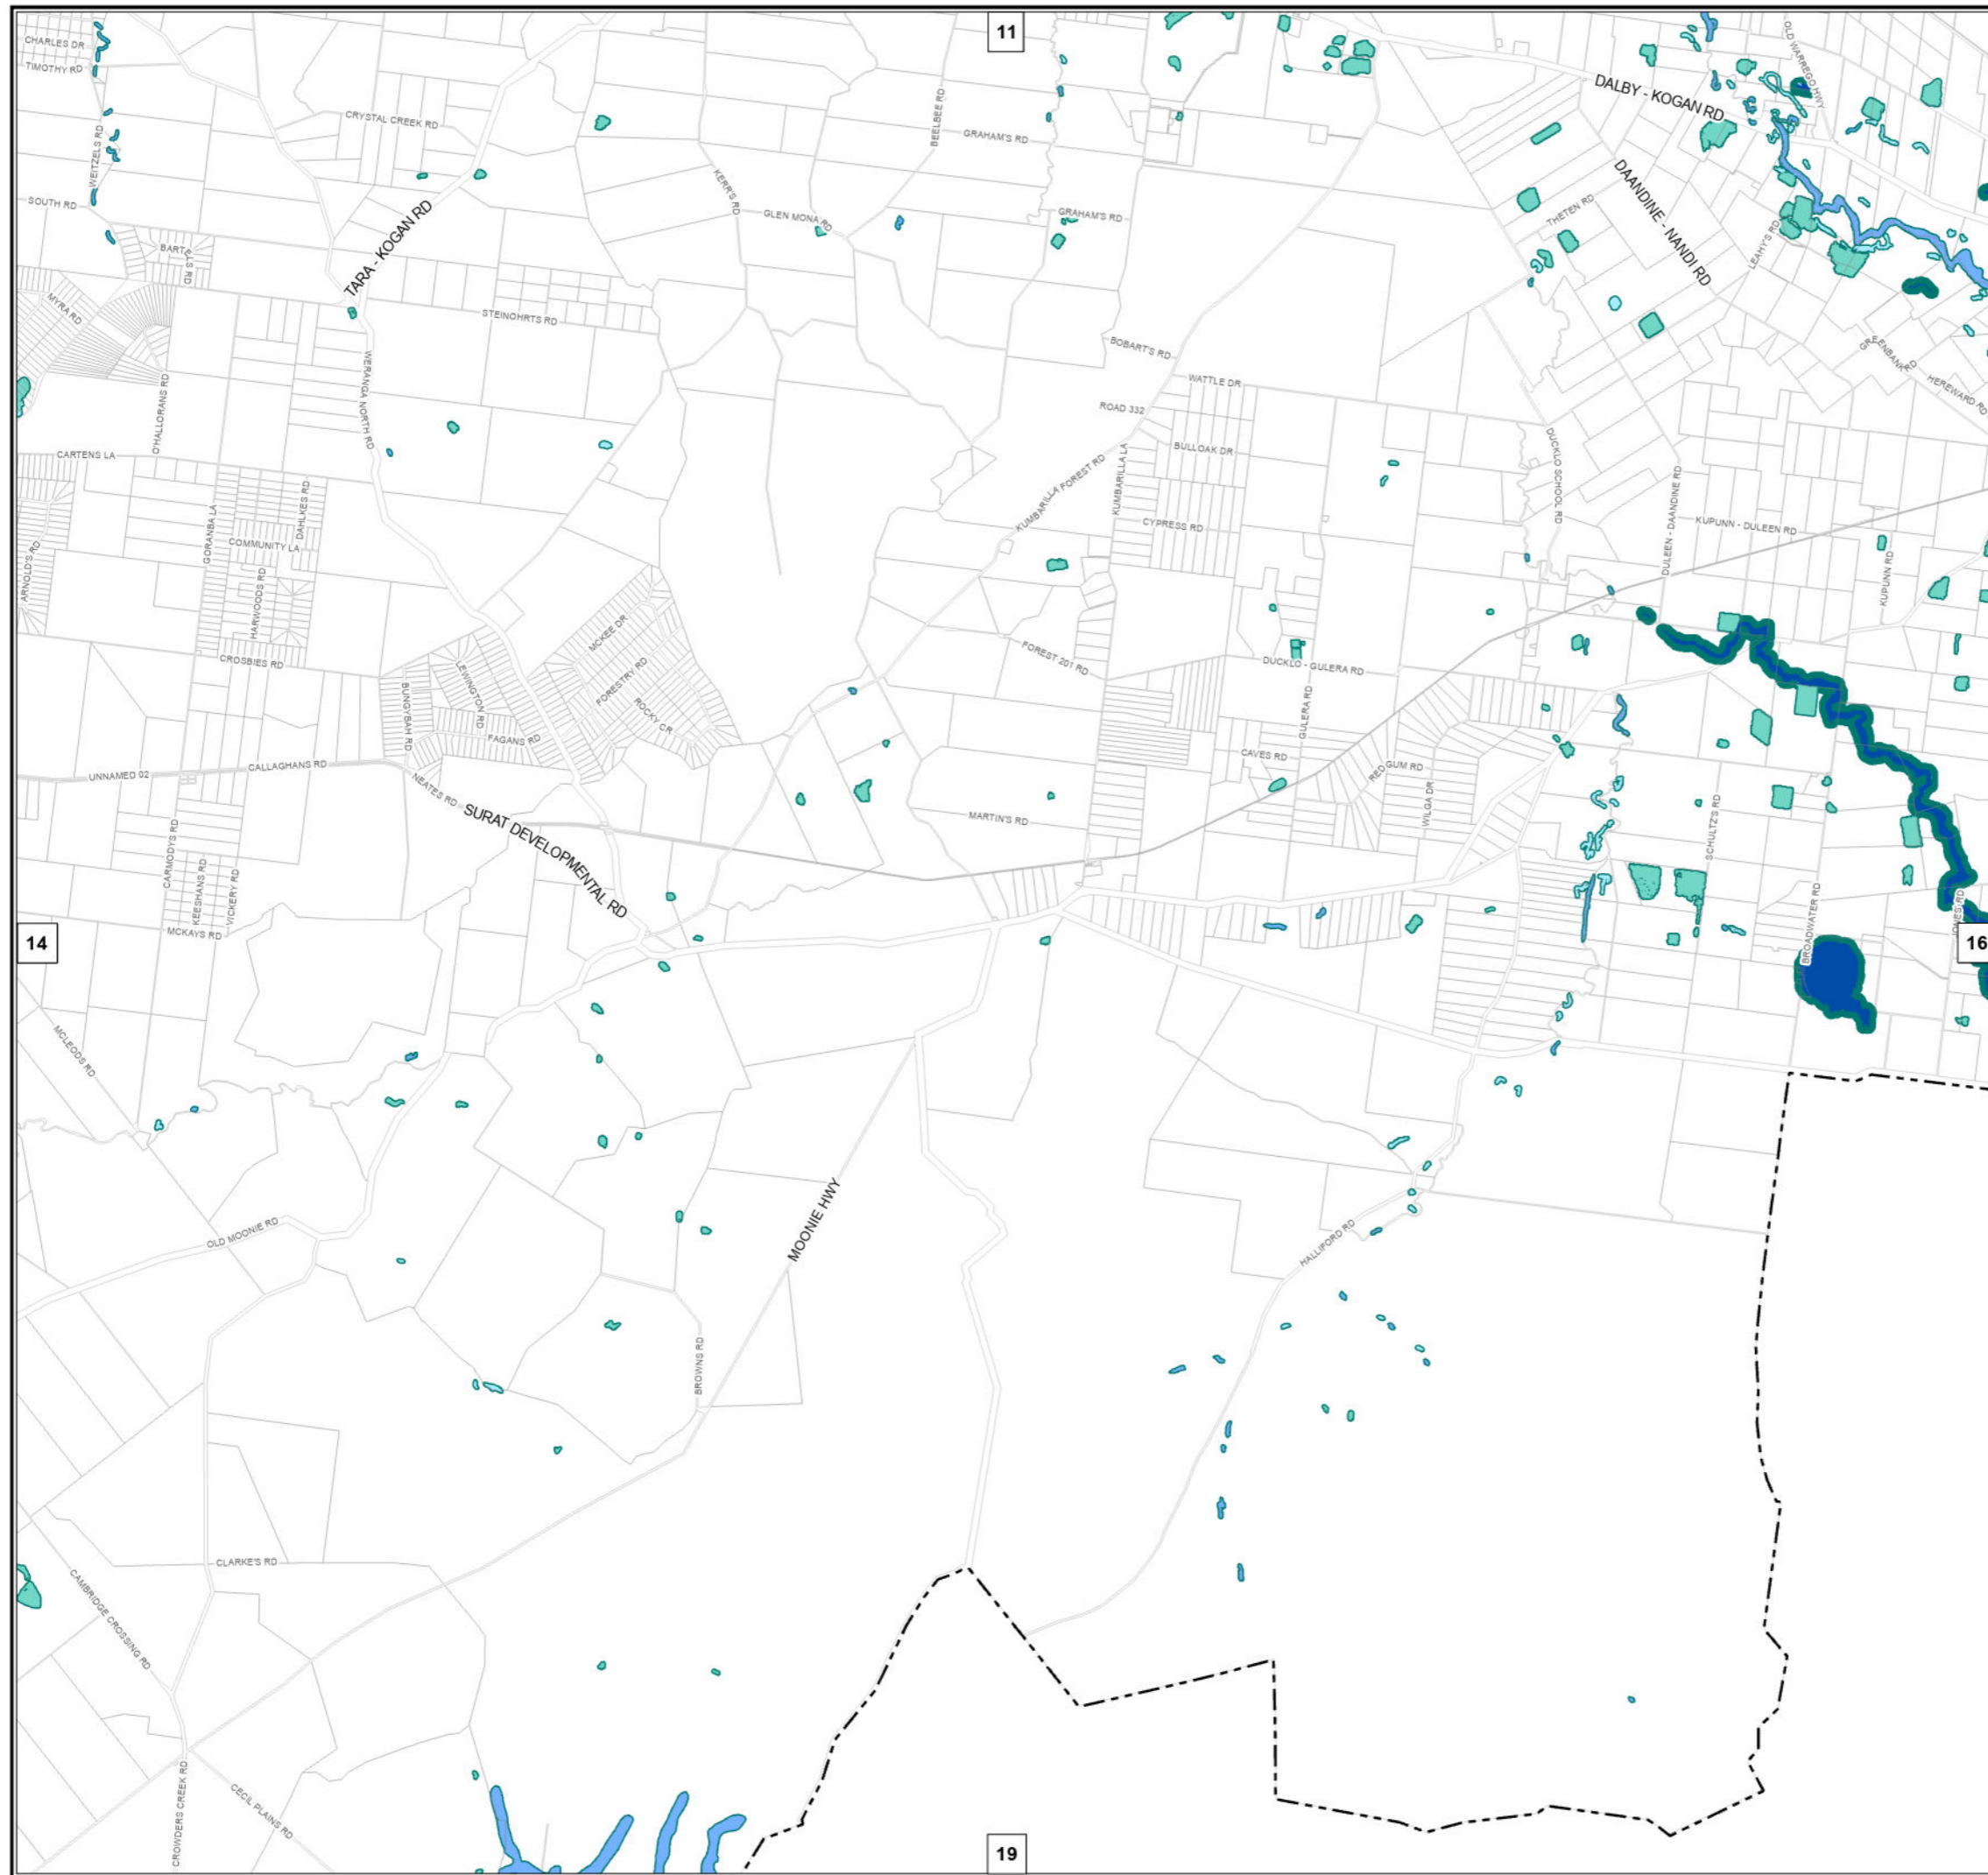 11
CHARLES DR
TIMOTHY RD
OLD WARREGO HWY
DALBY - KOGAN RD
CRYSTAL CREEK RD
BEELBEE RD
GRAHAM'S RD
WEITZELS RD
DAANDINE - NANDI RD
KERR'S RD
SOUTH RD
TARA - KOGAN RD
GLEN MONA RD
GRAHAM'S RD
THETEN RD
LEAHY'S RD
BARTELS RD
MYRA RD
STEINOHRTS RD
BOBART'S RD
GREENBANK RD
HEREWARD RD
WERANGA NORTH RD
O'HALLORANS RD
WATTLE DR
ROAD 332
BULLOAK DR
DUCKLO SCHOOL RD
CARTENS LA
KUMBARILLA FOREST RD
KUMBARILLA LA
DAHLKES RD
GORANBA LA
CYPRESS RD
DULEEN - DAANDINE RD
KUPUNN - DULEEN RD
COMMUNITY LA
ARNOLD'S RD
HARWOODS RD
KUPUNN RD
MCKEE DR
CROSBIES RD
LEWINGTON RD
FORESTRY RD
FOREST 201 RD
DUCKLO - GULERA RD
BUNGYBAH RD
ROCKY CR
GULERA RD
FAGANS RD
CAVES RD
RED GUM RD
UNNAMED 02
CALLAGHANS RD
NEATES RD
SURAT DEVELOPMENTAL RD
MARTIN'S RD
WILGA DR
SCHULTZ'S RD
CARMODYS RD
KEESHANS RD
VICKERY RD
BROADWATER RD
JONES RD
MCKAYS RD
14
16
MCLEODS RD
MOONIE HWY
OLD MOONIE RD
HALLIFORD RD
BROWNS RD
CLARKE'S RD
CAMBRIDGE CROSSING RD
CROWDERS CREEK RD
CECIL PLAINS RD
19